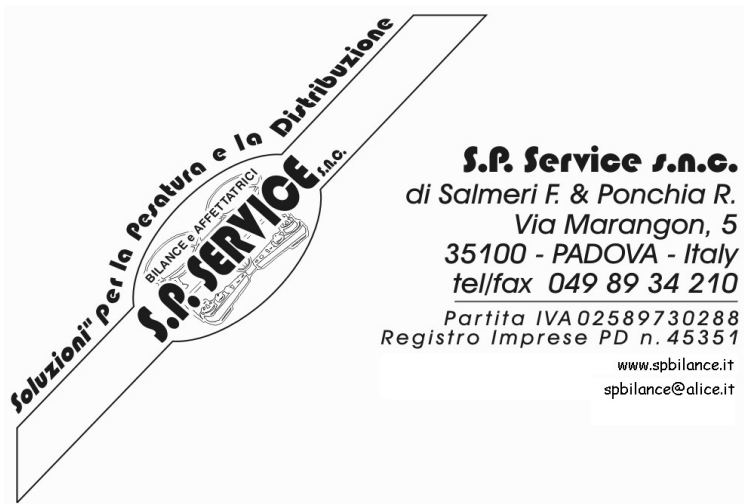 Soluzioni" Per la Pesatura e la Distribuzione
BILANCE e AFFETTATRICI
S.P. SERVICE s.n.c.
S.P. Service s.n.c.
di Salmeri F. & Ponchia R.
Via Marangon, 5
35100 - PADOVA - Italy
tel/fax 049 89 34 210
Partita IVA 02589730288
Registro Imprese PD n. 45351
www.spbilance.it
spbilance@alice.it